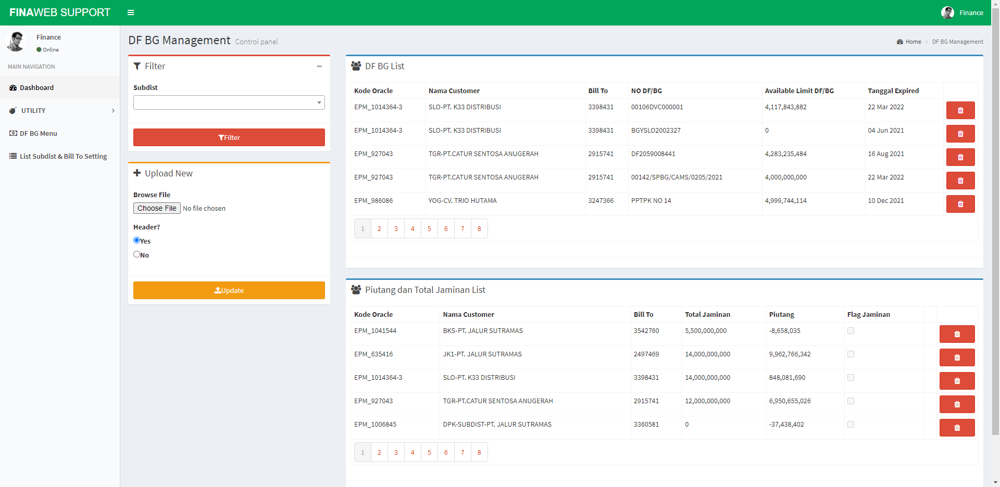 FINAWEB SUPPORT
Finance
Finance
Online
MAIN NAVIGATION
Dashboard
UTILITY
DF BG Menu
List Subdist & Bill To Setting
DF BG Management Control panel
Home > DF BG Management
Filter
Subdist
Filter
Upload New
Browse File
Choose File No file chosen
Header?
Yes
No
Update
DF BG List
Kode Oracle Nama Customer Bill To NO DF/BG Available Limit DF/BG Tanggal Expired
EPM_1014364-3 SLO-PT. K33 DISTRIBUSI 3398431 00106DVC000001 4,117,843,882 22 Mar 2022
EPM_1014364-3 SLO-PT. K33 DISTRIBUSI 3398431 BGYSLO2002327 0 04 Jun 2021
EPM_927043 TGR-PT.CATUR SENTOSA ANUGERAH 2915741 DF2059008441 4,283,235,484 16 Aug 2021
EPM_927043 TGR-PT.CATUR SENTOSA ANUGERAH 2915741 00142/SPBG/CAMS/0205/2021 4,000,000,000 22 Mar 2022
EPM_986086 YOG-CV. TRIO HUTAMA 3247366 PPTPK NO 14 4,999,744,114 10 Dec 2021
1 2 3 4 5 6 7 8
Piutang dan Total Jaminan List
Kode Oracle Nama Customer Bill To Total Jaminan Piutang Flag Jaminan
EPM_1041544 BKS-PT. JALUR SUTRAMAS 3542760 5,500,000,000 -8,658,035
EPM_635416 JK1-PT. JALUR SUTRAMAS 2497469 14,000,000,000 9,962,766,342
EPM_1014364-3 SLO-PT. K33 DISTRIBUSI 3398431 14,000,000,000 848,081,690
EPM_927043 TGR-PT.CATUR SENTOSA ANUGERAH 2915741 12,000,000,000 6,950,655,026
EPM_1006845 DPK-SUBDIST-PT. JALUR SUTRAMAS 3360581 0 -37,438,402
1 2 3 4 5 6 7 8